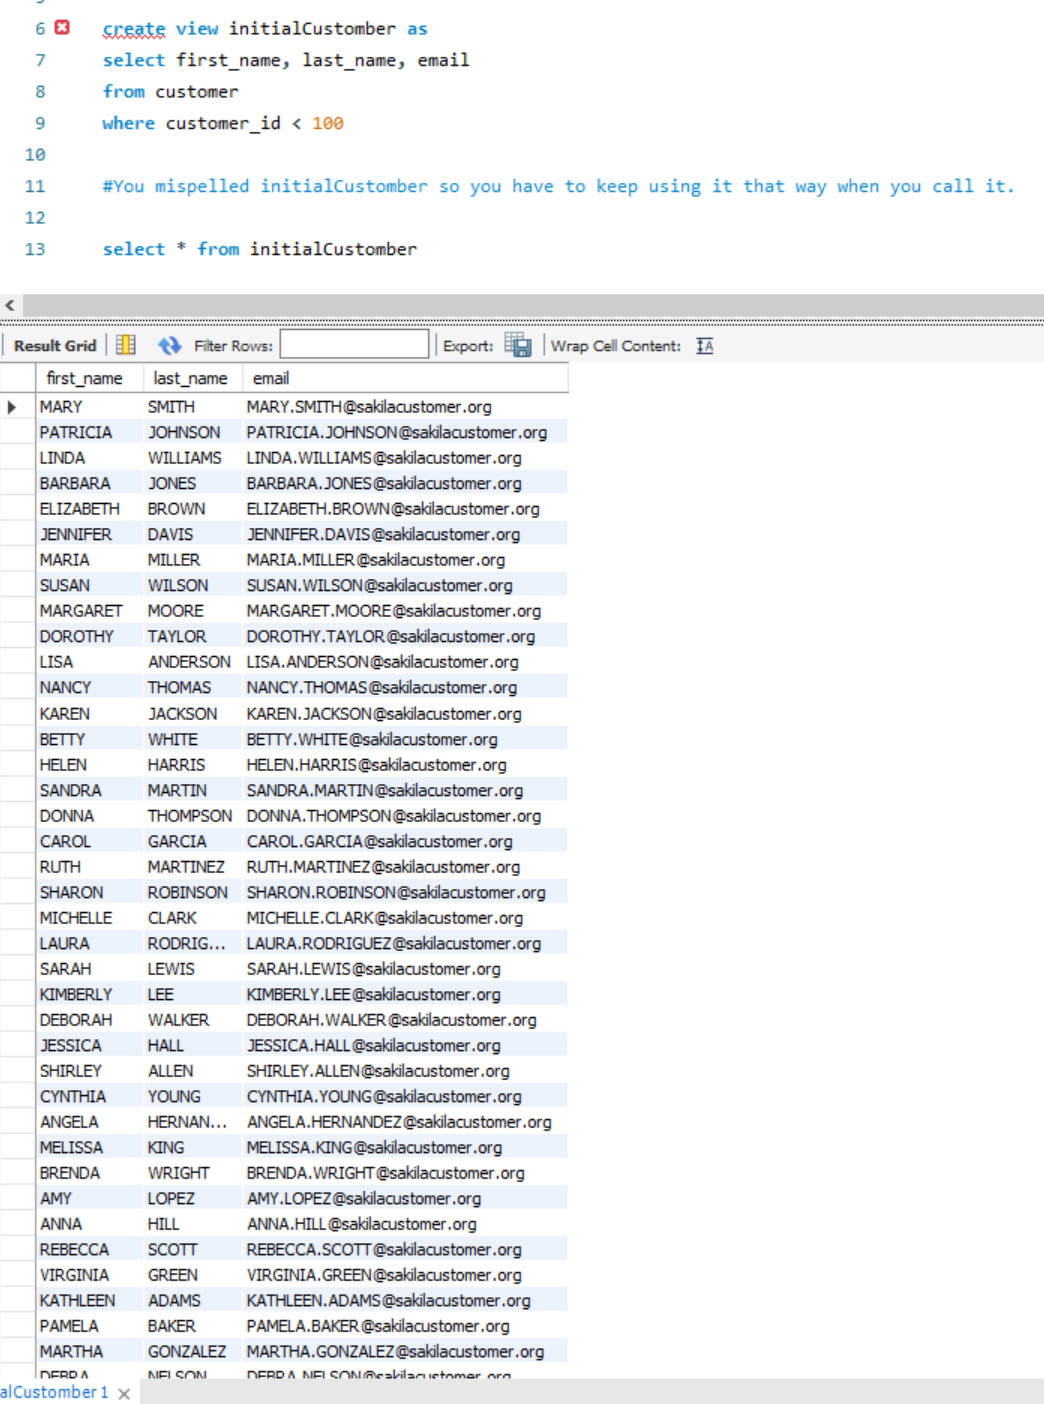 6 create view initialCustomber as
7 select first_name, last_name, email
8 from customer
9 where customer_id < 100
10
11 #You mispelled initialCustomber so you have to keep using it that way when you call it.
12
13 select * from initialCustomber
Result Grid Filter Rows: Export: Wrap Cell Content:
first_name last_name email
MARY SMITH MARY.SMITH@sakilacustomer.org
PATRICIA JOHNSON PATRICIA.JOHNSON@sakilacustomer.org
LINDA WILLIAMS LINDA.WILLIAMS@sakilacustomer.org
BARBARA JONES BARBARA.JONES@sakilacustomer.org
ELIZABETH BROWN ELIZABETH.BROWN@sakilacustomer.org
JENNIFER DAVIS JENNIFER.DAVIS@sakilacustomer.org
MARIA MILLER MARIA.MILLER@sakilacustomer.org
SUSAN WILSON SUSAN.WILSON@sakilacustomer.org
MARGARET MOORE MARGARET.MOORE@sakilacustomer.org
DOROTHY TAYLOR DOROTHY.TAYLOR@sakilacustomer.org
LISA ANDERSON LISA.ANDERSON@sakilacustomer.org
NANCY THOMAS NANCY.THOMAS@sakilacustomer.org
KAREN JACKSON KAREN.JACKSON@sakilacustomer.org
BETTY WHITE BETTY.WHITE@sakilacustomer.org
HELEN HARRIS HELEN.HARRIS@sakilacustomer.org
SANDRA MARTIN SANDRA.MARTIN@sakilacustomer.org
DONNA THOMPSON DONNA.THOMPSON@sakilacustomer.org
CAROL GARCIA CAROL.GARCIA@sakilacustomer.org
RUTH MARTINEZ RUTH.MARTINEZ@sakilacustomer.org
SHARON ROBINSON SHARON.ROBINSON@sakilacustomer.org
MICHELLE CLARK MICHELLE.CLARK@sakilacustomer.org
LAURA RODRIG... LAURA.RODRIGUEZ@sakilacustomer.org
SARAH LEWIS SARAH.LEWIS@sakilacustomer.org
KIMBERLY LEE KIMBERLY.LEE@sakilacustomer.org
DEBORAH WALKER DEBORAH.WALKER@sakilacustomer.org
JESSICA HALL JESSICA.HALL@sakilacustomer.org
SHIRLEY ALLEN SHIRLEY.ALLEN@sakilacustomer.org
CYNTHIA YOUNG CYNTHIA.YOUNG@sakilacustomer.org
ANGELA HERNAN... ANGELA.HERNANDEZ@sakilacustomer.org
MELISSA KING MELISSA.KING@sakilacustomer.org
BRENDA WRIGHT BRENDA.WRIGHT@sakilacustomer.org
AMY LOPEZ AMY.LOPEZ@sakilacustomer.org
ANNA HILL ANNA.HILL@sakilacustomer.org
REBECCA SCOTT REBECCA.SCOTT@sakilacustomer.org
VIRGINIA GREEN VIRGINIA.GREEN@sakilacustomer.org
KATHLEEN ADAMS KATHLEEN.ADAMS@sakilacustomer.org
PAMELA BAKER PAMELA.BAKER@sakilacustomer.org
MARTHA GONZALEZ MARTHA.GONZALEZ@sakilacustomer.org
DEBRA NELSON DEBRA.NELSON@sakilacustomer.org
alCustomber 1